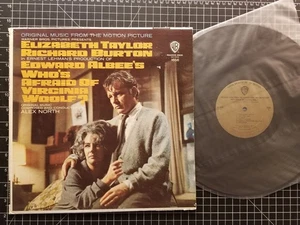 ORIGINAL MUSIC FROM THE MOTION PICTURE
WARNER BROS. PICTURES PRESENTS
ELIZABETH TAYLOR
RICHARD BURTON
IN ERNEST LEHMAN'S PRODUCTION OF
EDWARD ALBEE'S
WHO'S
AFRAID OF
VIRGINIA
WOOLF?
ALEX NORTH